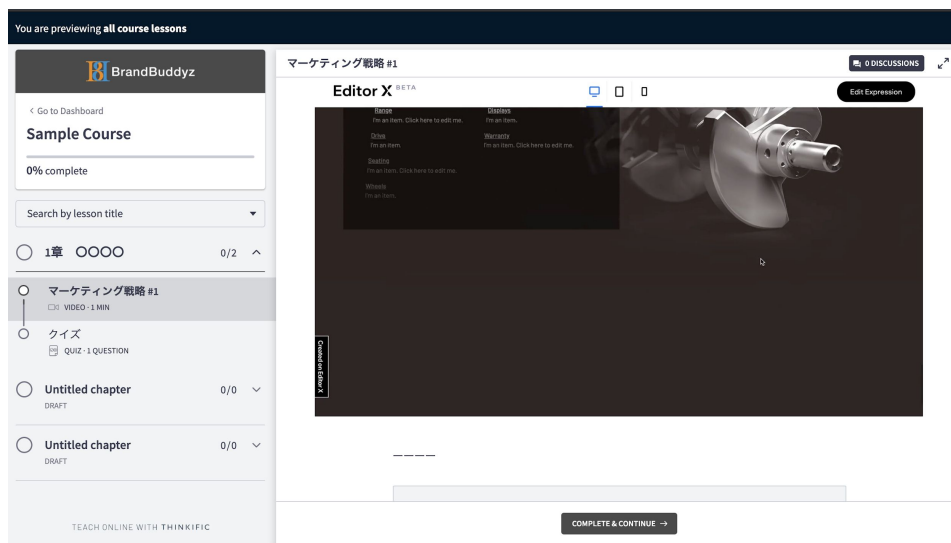 You are previewing all course lessons
BrandBuddyz
< Go to Dashboard
Sample Course
0% complete
Search by lesson title
1章 〇〇〇〇 0/2
マーケティング戦略 #1
VIDEO · 1 MIN
クイズ
QUIZ · 1 QUESTION
Untitled chapter 0/0
DRAFT
Untitled chapter 0/0
DRAFT
TEACH ONLINE WITH THINKIFIC
マーケティング戦略 #1
0 DISCUSSIONS
Editor X BETA
Edit Expression
Range
I'm an item. Click here to edit me.
Displays
I'm an item.
Drive
I'm an item.
Warranty
I'm an item. Click here to edit me.
Seating
I'm an item. Click here to edit me.
Wheels
I'm an item.
Created on Editor X
ーーーー
COMPLETE & CONTINUE →